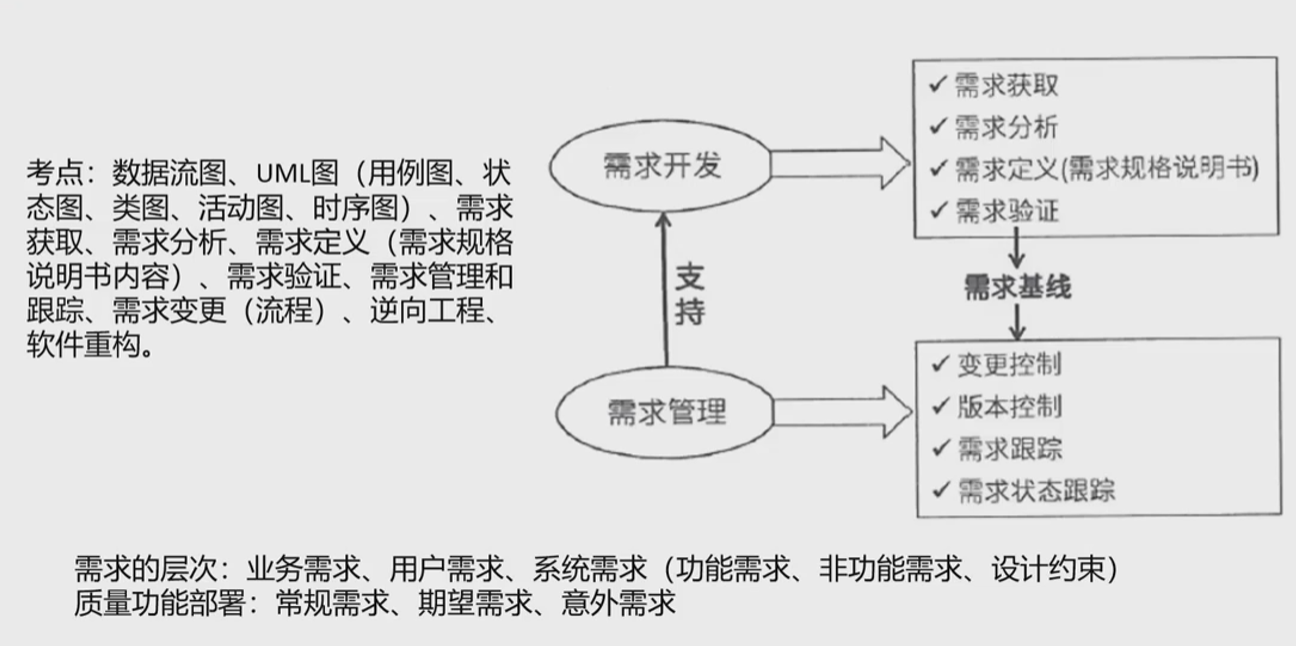 考点：数据流图、UML图（用例图、状
态图、类图、活动图、时序图）、需求
获取、需求分析、需求定义（需求规格
说明书内容）、需求验证、需求管理和
跟踪、需求变更（流程）、逆向工程、
软件重构。
需求开发
✓ 需求获取
✓ 需求分析
✓ 需求定义(需求规格说明书)
✓ 需求验证
支
持
需求基线
需求管理
✓ 变更控制
✓ 版本控制
✓ 需求跟踪
✓ 需求状态跟踪
需求的层次：业务需求、用户需求、系统需求（功能需求、非功能需求、设计约束）
质量功能部署：常规需求、期望需求、意外需求